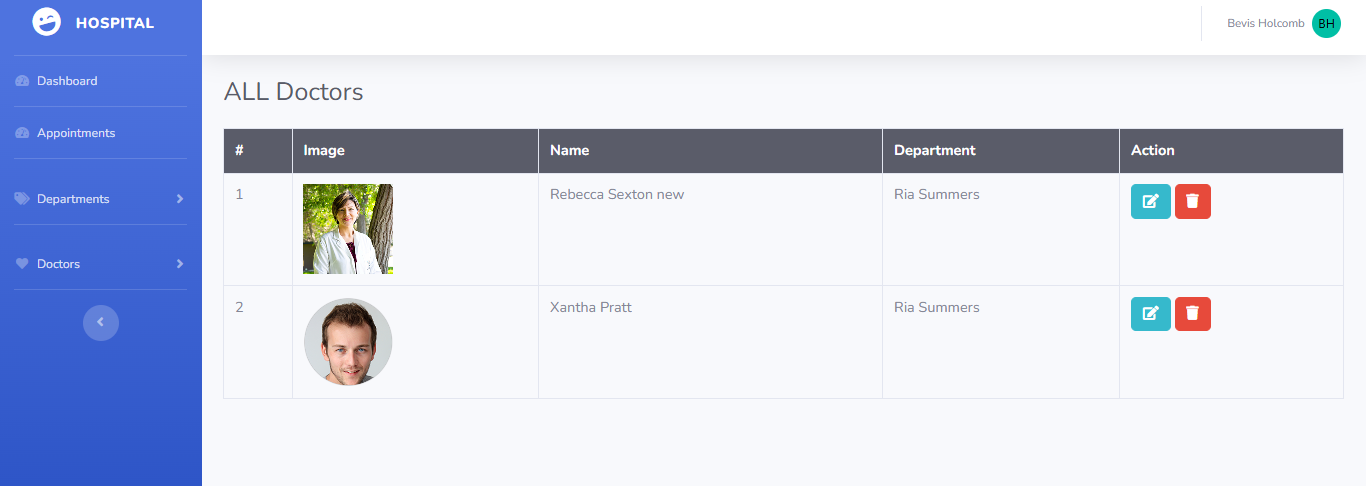 HOSPITAL
Bevis Holcomb BH
Dashboard
Appointments
Departments
Doctors
ALL Doctors
# Image Name Department Action
1 Rebecca Sexton new Ria Summers
2 Xantha Pratt Ria Summers